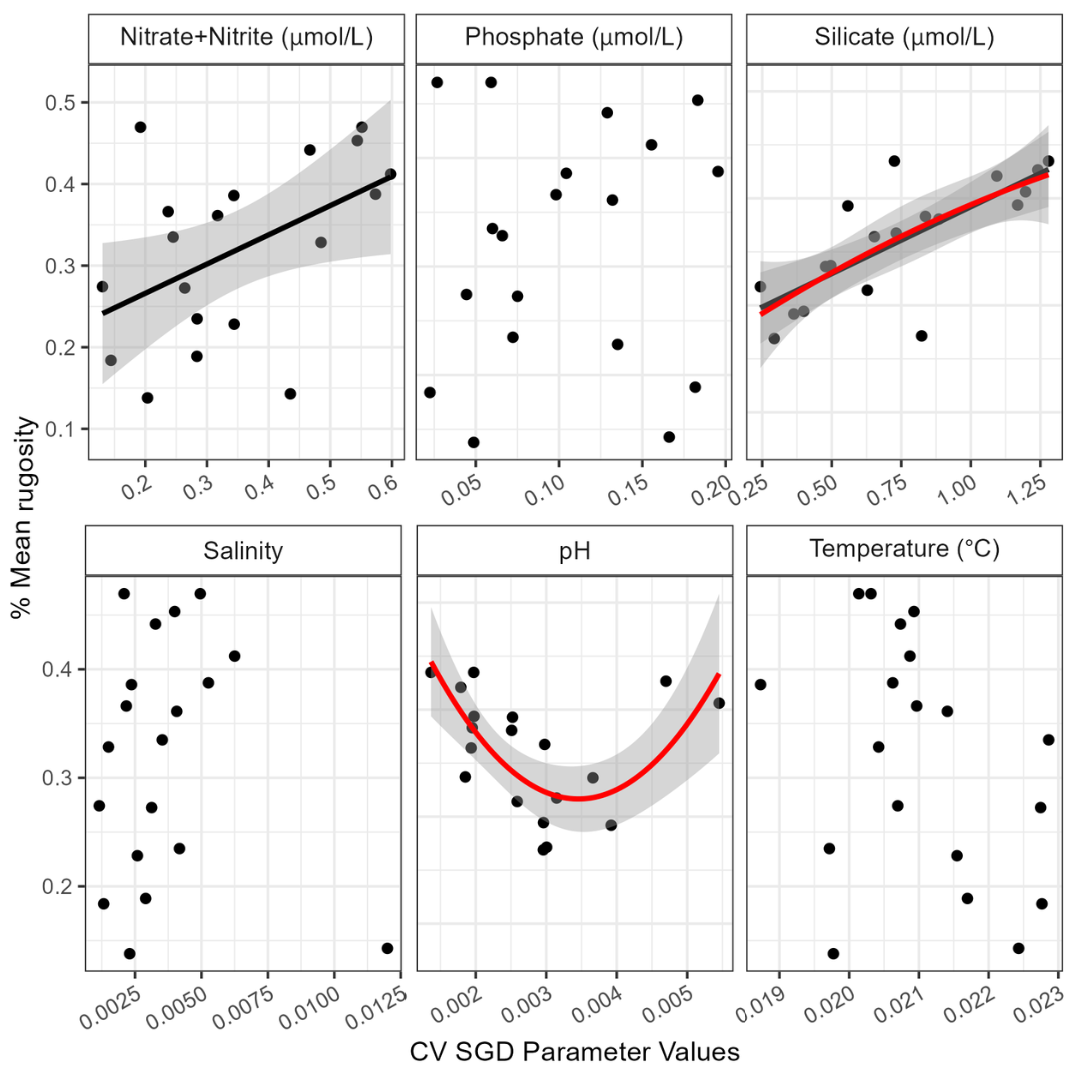 Nitrate+Nitrite (μmol/L) Phosphate (μmol/L) Silicate (μmol/L)
0.5
0.4
0.3
0.2
0.1
0.2 0.3 0.4 0.5 0.6 0.05 0.10 0.15 0.20 0.25 0.50 0.75 1.00 1.25
% Mean rugosity
Salinity pH Temperature (°C)
0.4
0.3
0.2
0.0025 0.0050 0.0075 0.0100 0.0125 0.002 0.003 0.004 0.005 0.019 0.020 0.021 0.022 0.023
CV SGD Parameter Values